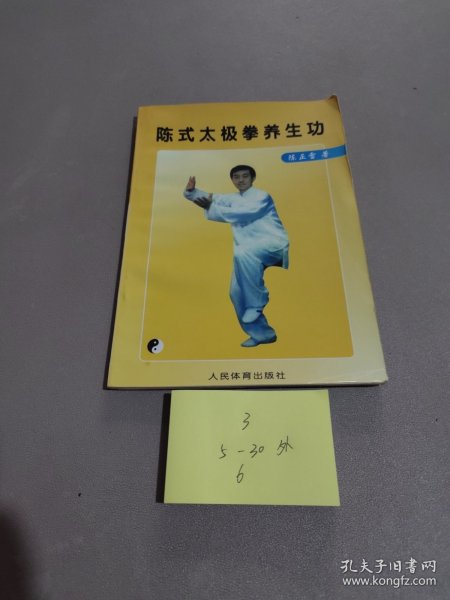 陈式太极拳养生功
陈正雷 著
人民体育出版社
3
5-30 外
6
孔夫子旧书网
www.kongfz.com